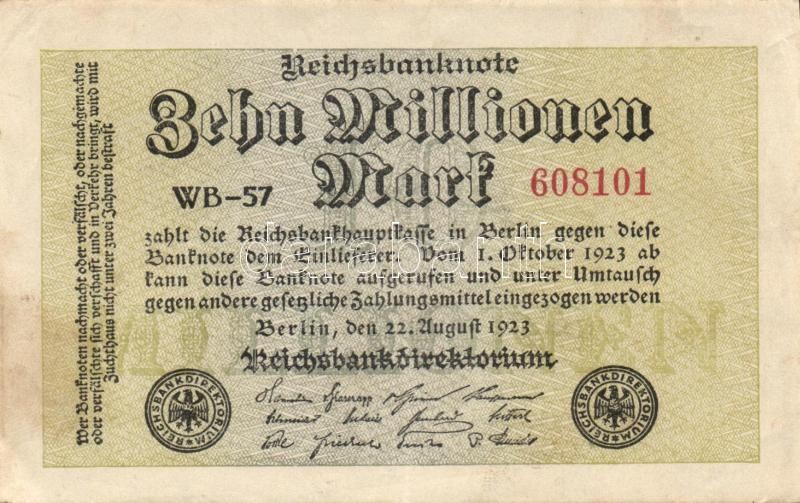 Reichsbanknote
Zehn Millionen
Mark
WB-57
608101
zahlt die Reichsbankhauptkasse in Berlin gegen diese
Banknote dem Einlieferer. Vom 1. Oktober 1923 ab
kann diese Banknote aufgerufen und unter Umtausch
gegen andere gesetzliche Zahlungsmittel eingezogen werden
Berlin, den 22. August 1923
Reichsbankdirektorium
REICHSBANKDIREKTORIUM
REICHSBANKDIREKTORIUM
Wer Banknoten nachmacht oder verfälscht, oder nachgemachte
oder verfälschte sich verschafft und in Verkehr bringt, wird mit
Zuchthaus nicht unter zwei Jahren bestraft